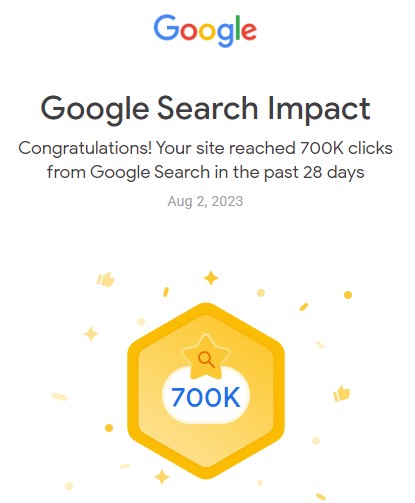 Google
Google Search Impact
Congratulations! Your site reached 700K clicks
from Google Search in the past 28 days
Aug 2, 2023
700K